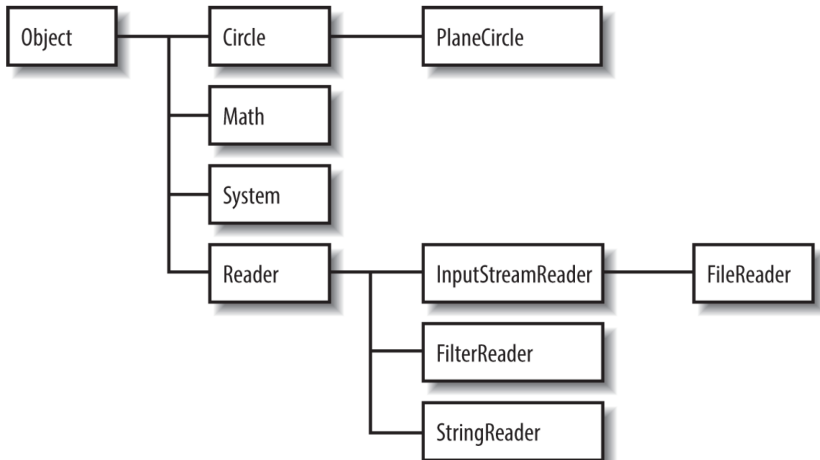 Object
Circle
PlaneCircle
Math
System
Reader
InputStreamReader
FileReader
FilterReader
StringReader